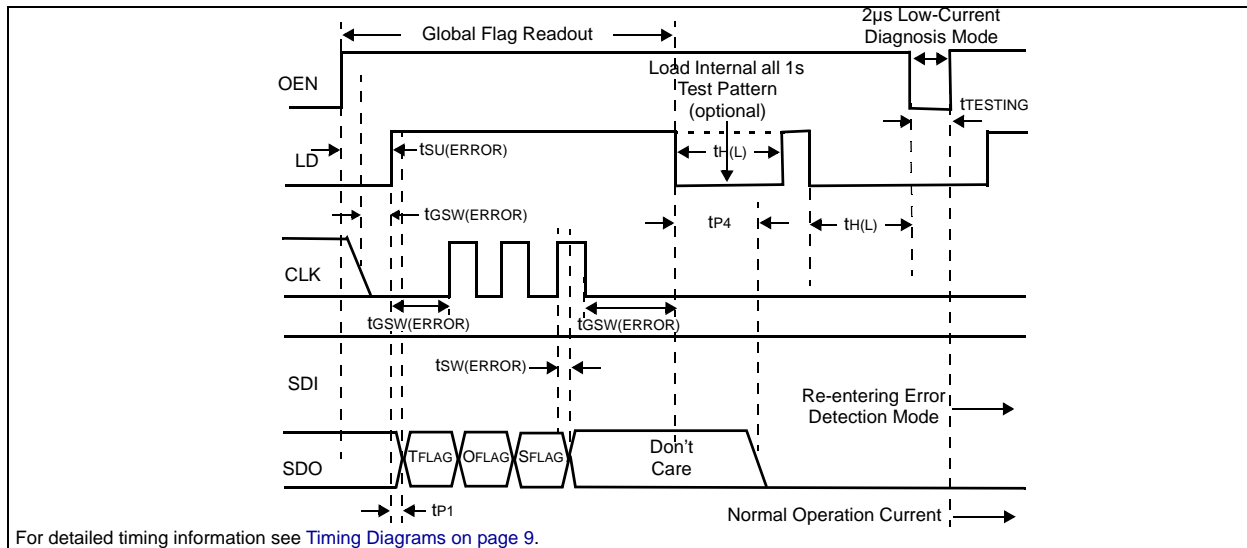 2µs Low-Current
Diagnosis Mode
Global Flag Readout
OEN
Load Internal all 1s
Test Pattern
(optional)
tTESTING
LD
tSU(ERROR)
tH(L)
tGSW(ERROR)
tP4
tH(L)
CLK
tGSW(ERROR)
tGSW(ERROR)
tSW(ERROR)
SDI
Re-entering Error
Detection Mode
SDO
TFLAG
OFLAG
SFLAG
Don't
Care
tP1
Normal Operation Current
For detailed timing information see Timing Diagrams on page 9.